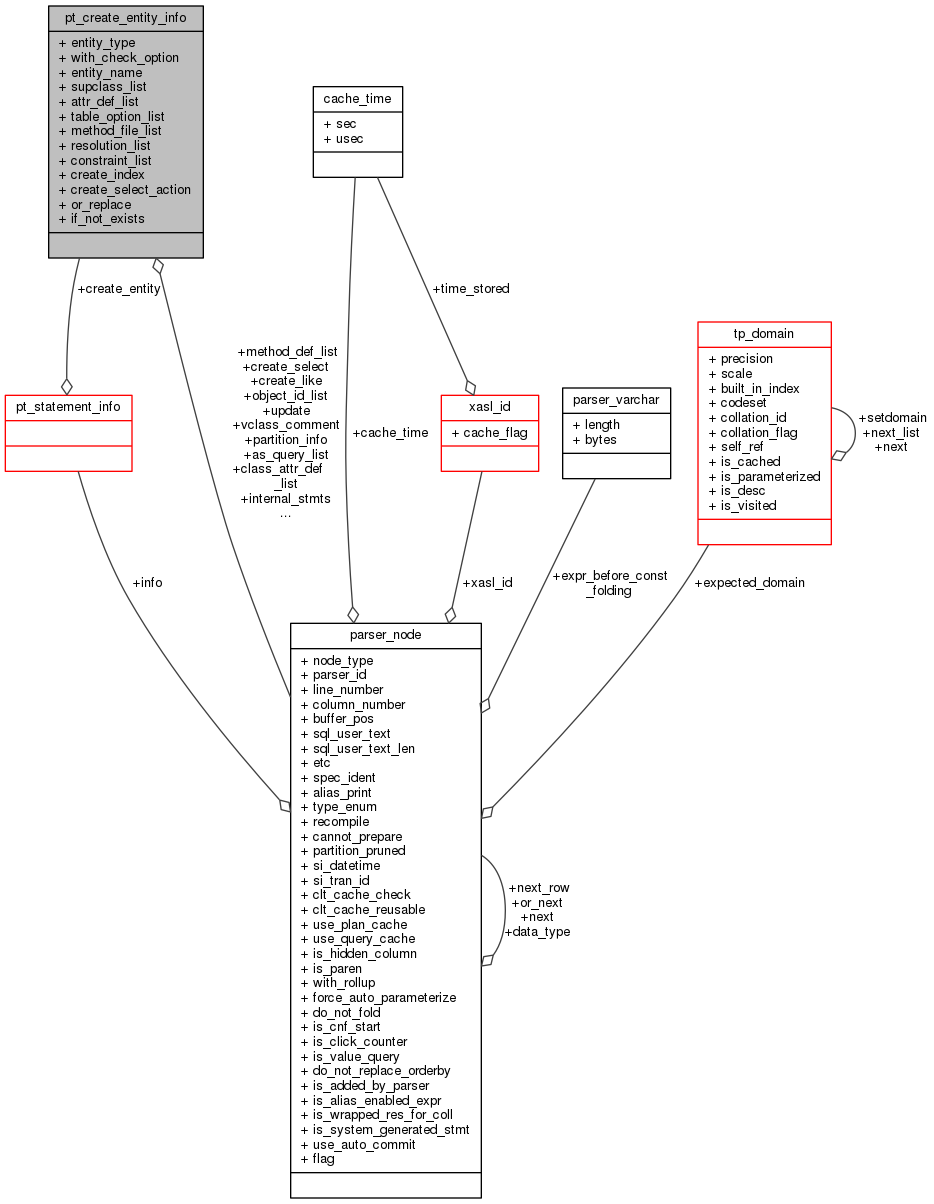 pt_create_entity_info
+ entity_type
+ with_check_option
+ entity_name
+ supclass_list
+ attr_def_list
+ table_option_list
+ method_file_list
+ resolution_list
+ constraint_list
+ create_index
+ create_select_action
+ or_replace
+ if_not_exists
cache_time
+ sec
+ usec
+create_entity
+time_stored
+method_def_list
+create_select
+create_like
+object_id_list
+update
+vclass_comment
+partition_info
+as_query_list
+class_attr_def
_list
+internal_stmts
...
+cache_time
pt_statement_info
xasl_id
+ cache_flag
parser_varchar
+ length
+ bytes
tp_domain
+ precision
+ scale
+ built_in_index
+ codeset
+ collation_id
+ collation_flag
+ self_ref
+ is_cached
+ is_parameterized
+ is_desc
+ is_visited
+setdomain
+next_list
+next
+info
+xasl_id
+expr_before_const
_folding
+expected_domain
parser_node
+ node_type
+ parser_id
+ line_number
+ column_number
+ buffer_pos
+ sql_user_text
+ sql_user_text_len
+ etc
+ spec_ident
+ alias_print
+ type_enum
+ recompile
+ cannot_prepare
+ partition_pruned
+ si_datetime
+ si_tran_id
+ clt_cache_check
+ clt_cache_reusable
+ use_plan_cache
+ use_query_cache
+ is_hidden_column
+ is_paren
+ with_rollup
+ force_auto_parameterize
+ do_not_fold
+ is_cnf_start
+ is_click_counter
+ is_value_query
+ do_not_replace_orderby
+ is_added_by_parser
+ is_alias_enabled_expr
+ is_wrapped_res_for_coll
+ is_system_generated_stmt
+ use_auto_commit
+ flag
+next_row
+or_next
+next
+data_type